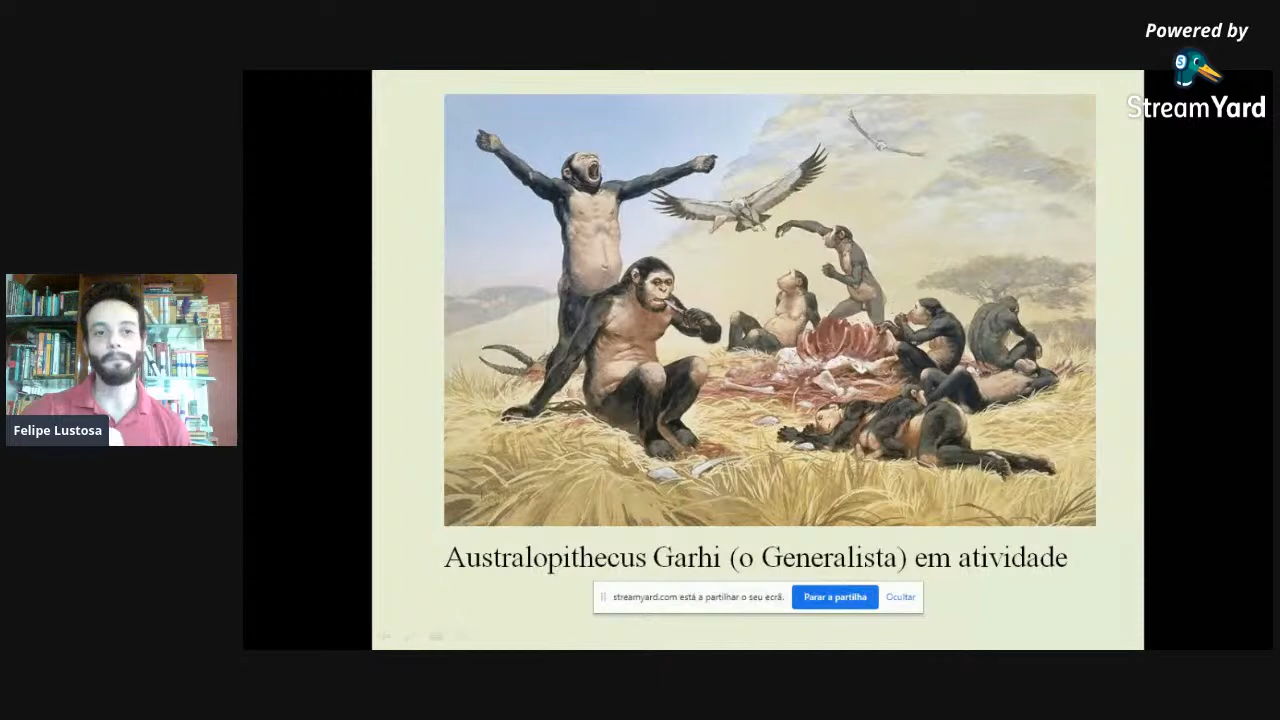 Powered by
StreamYard
Felipe Lustosa
Australopithecus Garhi (o Generalista) em atividade
streamyard.com está a partilhar o seu ecrã.
Parar a partilha
Ocultar